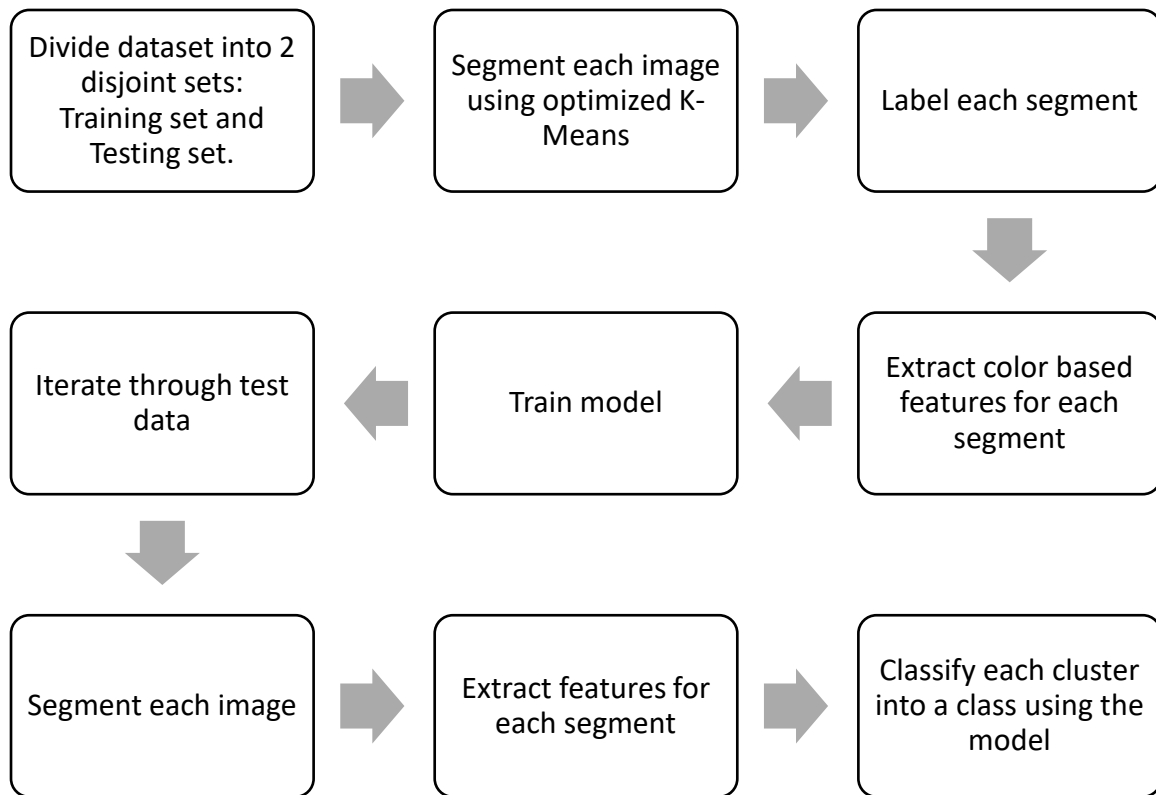 Divide dataset into 2
disjoint sets:
Training set and
Testing set.
Segment each image
using optimized K-
Means
Label each segment
Extract color based
features for each
segment
Train model
Iterate through test
data
Segment each image
Extract features for
each segment
Classify each cluster
into a class using the
model